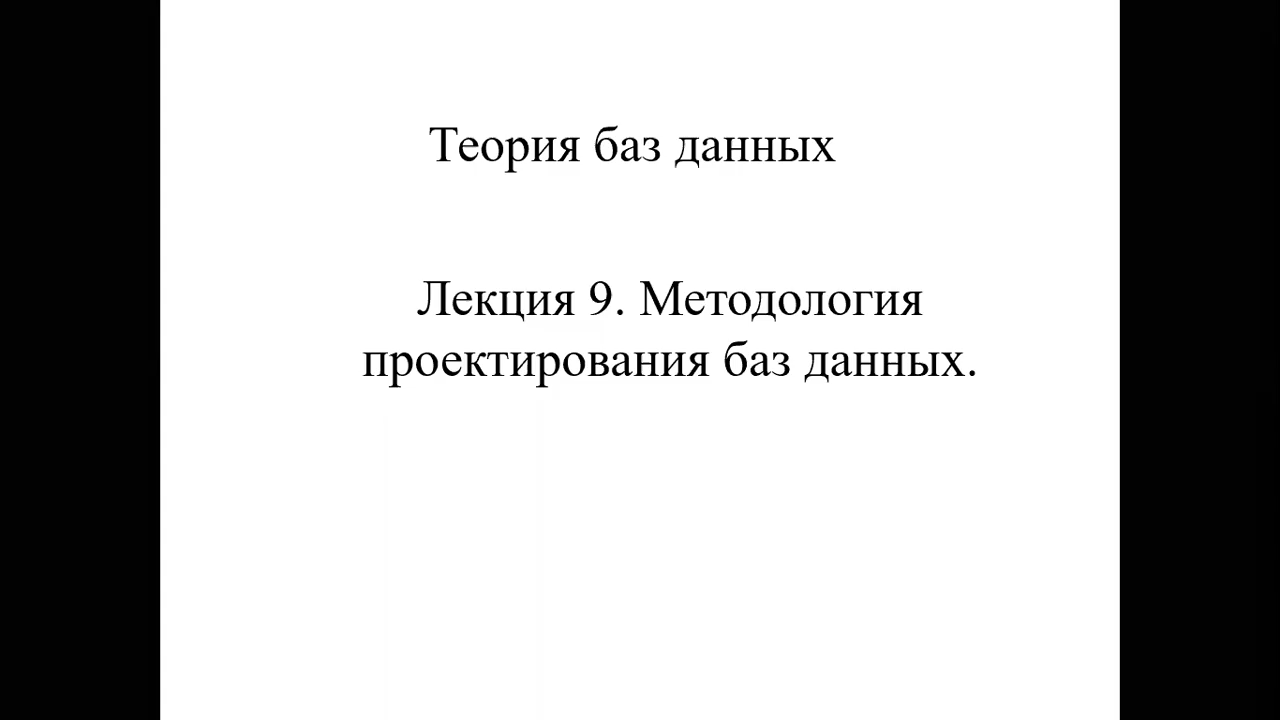 Теория баз данных
Лекция 9. Методология
проектирования баз данных.